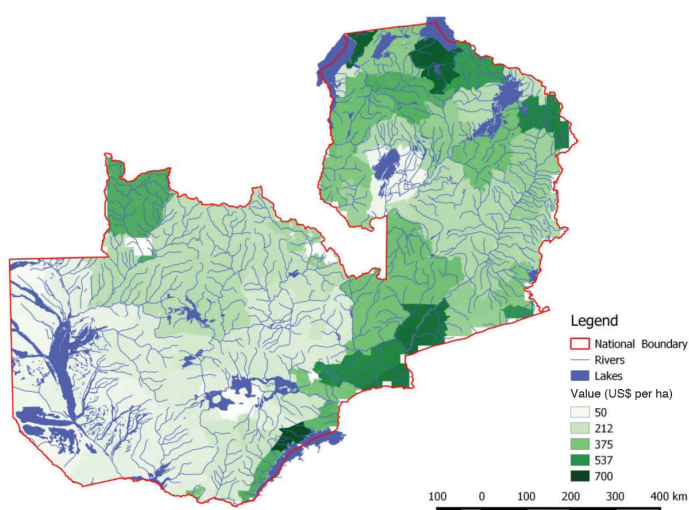 Legend
National Boundary
Rivers
Lakes
Value (US$ per ha)
50
212
375
537
700
100 0 100 200 300 400 km